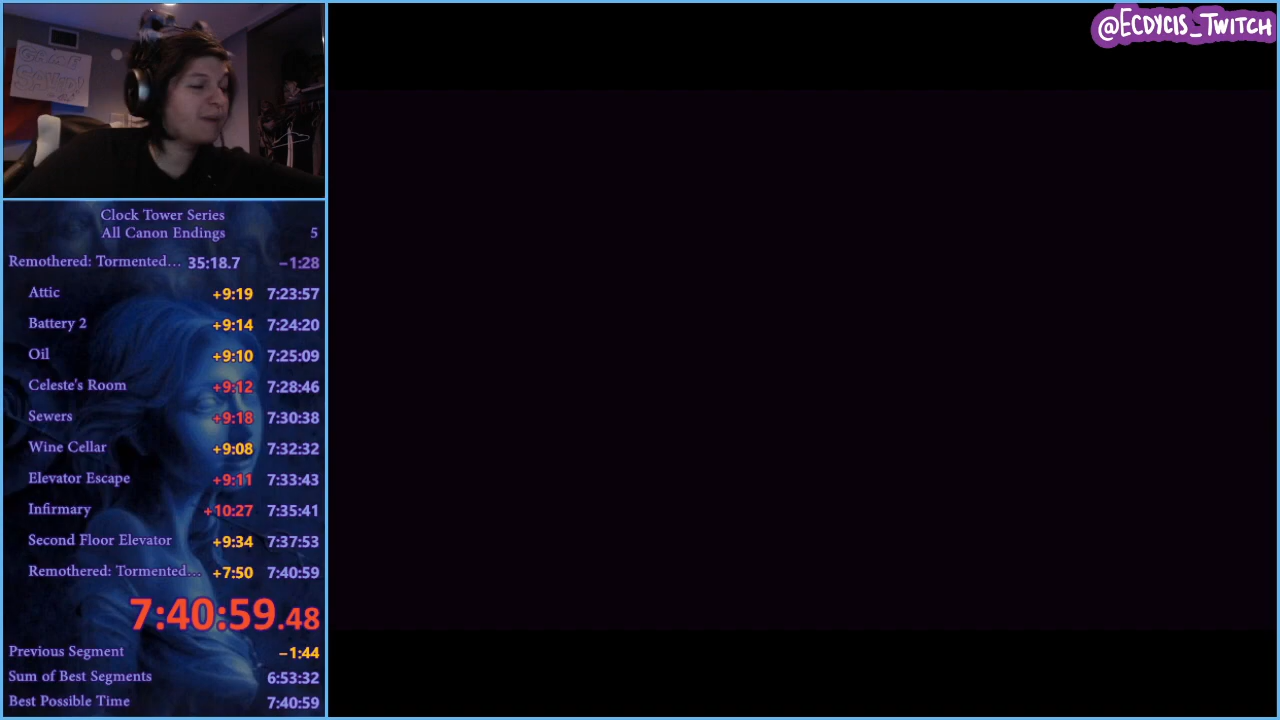 @ECDYCIS_TWITCH
GAME
SAVED!
Clock Tower Series
All Canon Endings 5
Remothered: Tormented... 35:18.7 −1:28
Attic +9:19 7:23:57
Battery 2 +9:14 7:24:20
Oil +9:10 7:25:09
Celeste's Room +9:12 7:28:46
Sewers +9:18 7:30:38
Wine Cellar +9:08 7:32:32
Elevator Escape +9:11 7:33:43
Infirmary +10:27 7:35:41
Second Floor Elevator +9:34 7:37:53
Remothered: Tormented... +7:50 7:40:59
7:40:59.48
Previous Segment −1:44
Sum of Best Segments 6:53:32
Best Possible Time 7:40:59